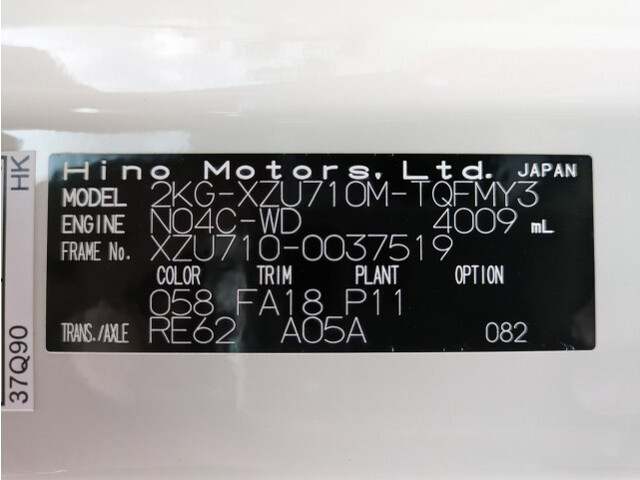 Hino Motors, Ltd. JAPAN
MODEL 2KG-XZU710M-TQFMY3
ENGINE N04C-WD 4009 mL
FRAME No. XZU710-0037519
COLOR TRIM PLANT OPTION
058 FA18 P11
TRANS./AXLE RE62 A05A 082
HK
37Q90